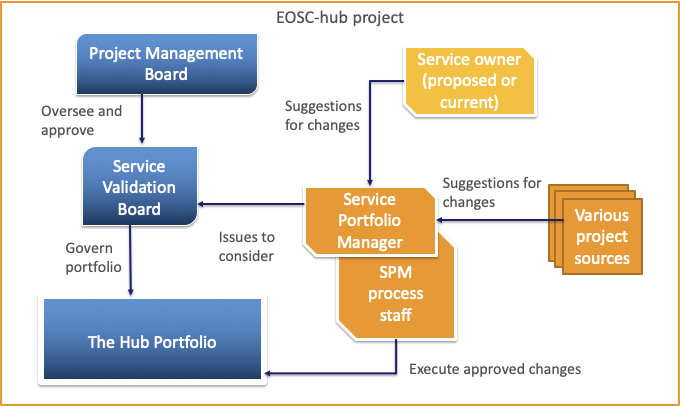 EOSC-hub project
Project Management
Board
Service owner
(proposed or
current)
Oversee and
approve
Suggestions
for changes
Service
Validation
Board
Service
Portfolio
Manager
Suggestions for
changes
Various
project
sources
Issues to
consider
Govern
portfolio
SPM
process
staff
The Hub Portfolio
Execute approved changes